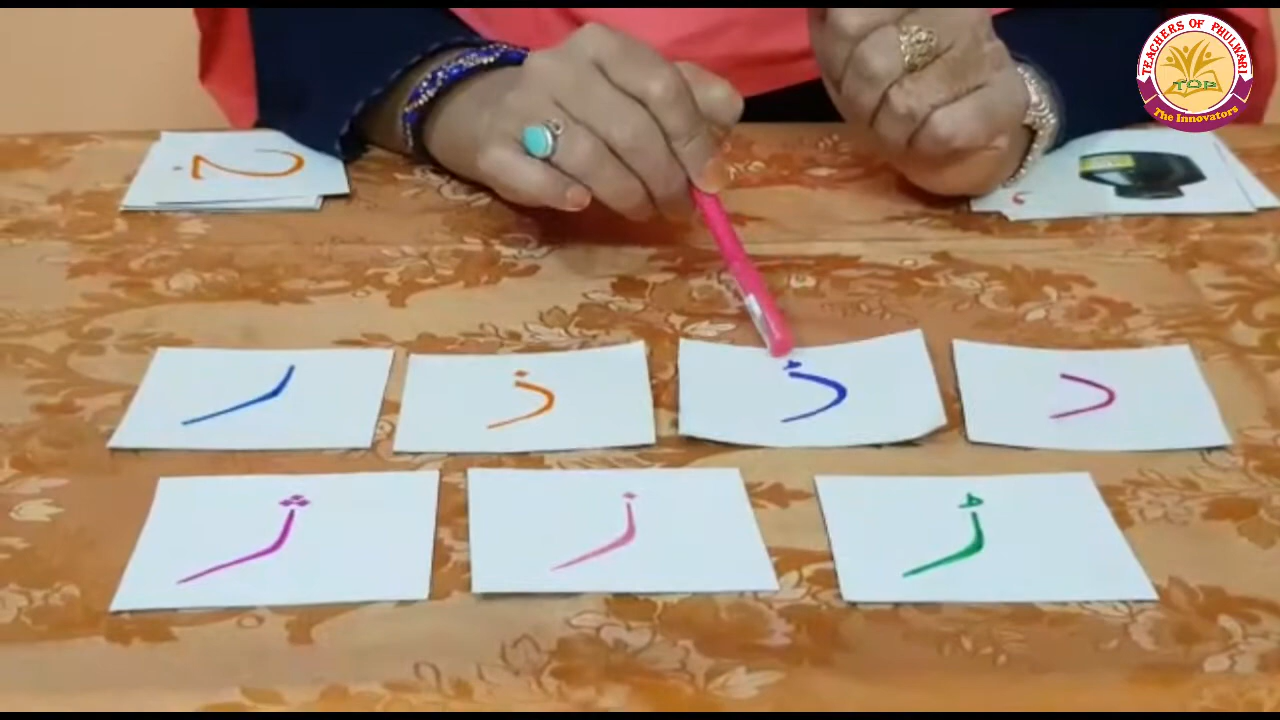 د ڈ ذ ر
ڑ ز ژ
TEACHERS OF PHULWARI
TOP
The Innovators